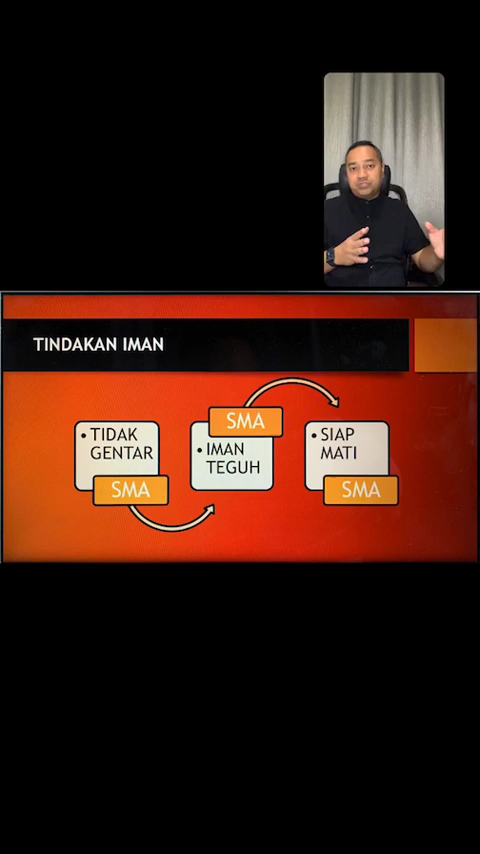 TINDAKAN IMAN
• TIDAK
GENTAR
SMA
SMA
• IMAN
TEGUH
• SIAP
MATI
SMA